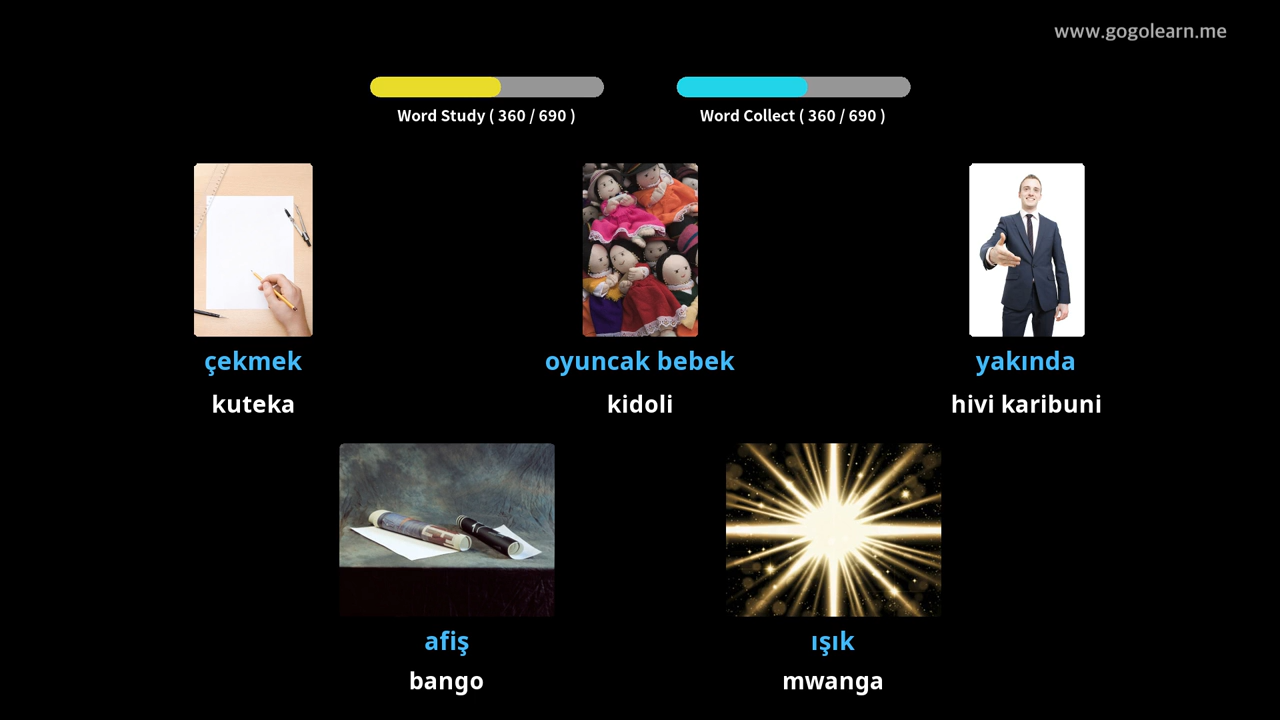 www.gogolearn.me
Word Study ( 360 / 690 )
Word Collect ( 360 / 690 )
çekmek
kuteka
oyuncak bebek
kidoli
yakında
hivi karibuni
afiş
bango
ışık
mwanga